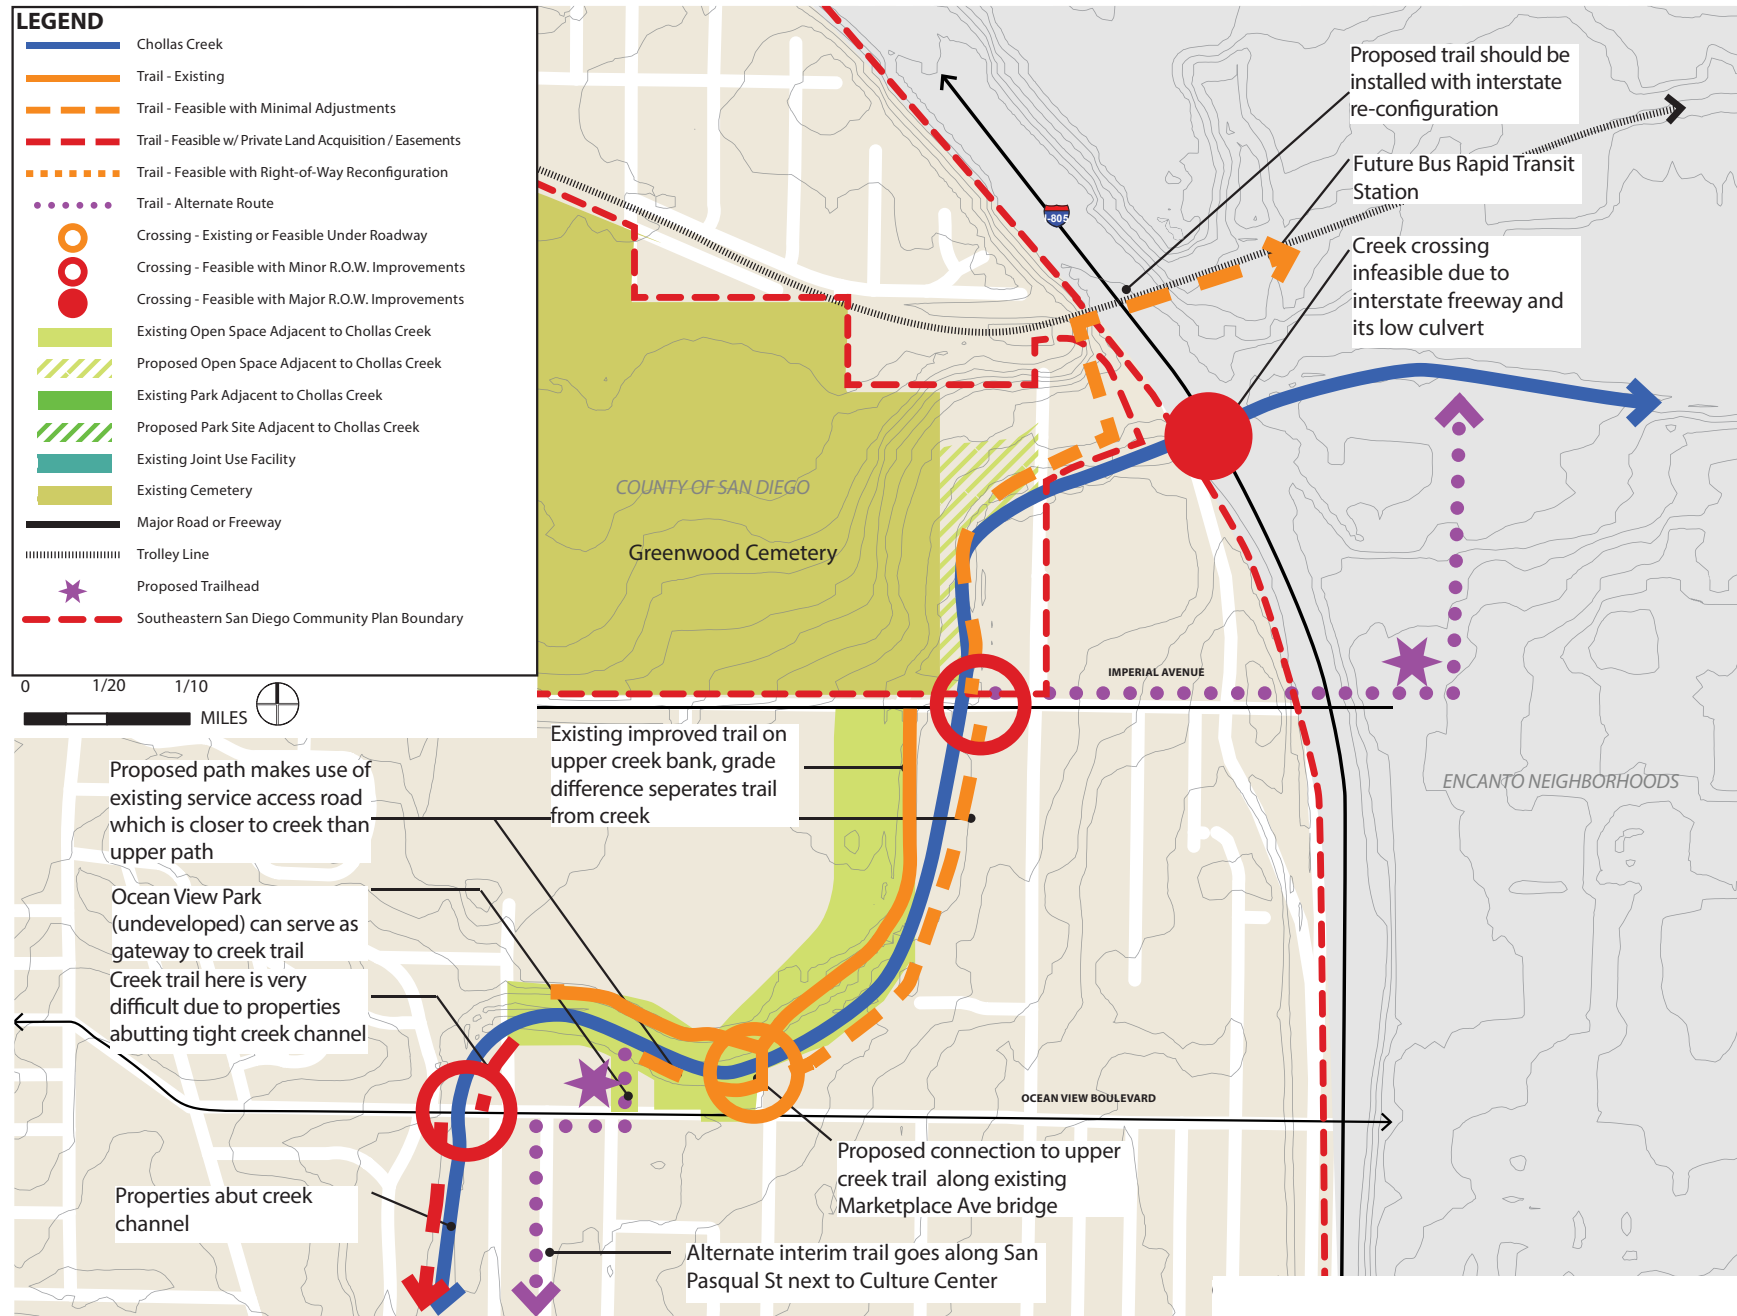 LEGEND
Chollas Creek
Trail - Existing
Trail - Feasible with Minimal Adjustments
Trail - Feasible w/ Private Land Acquisition / Easements
Trail - Feasible with Right-of-Way Reconfiguration
Trail - Alternate Route
Crossing - Existing or Feasible Under Roadway
Crossing - Feasible with Minor R.O.W. Improvements
Crossing - Feasible with Major R.O.W. Improvements
Existing Open Space Adjacent to Chollas Creek
Proposed Open Space Adjacent to Chollas Creek
Existing Park Adjacent to Chollas Creek
Proposed Park Site Adjacent to Chollas Creek
Existing Joint Use Facility
Existing Cemetery
Major Road or Freeway
Trolley Line
Proposed Trailhead
Southeastern San Diego Community Plan Boundary
0 1/20 1/10
MILES
Proposed trail should be
installed with interstate
re-configuration
Future Bus Rapid Transit
Station
Creek crossing
infeasible due to
interstate freeway and
its low culvert
I-805
COUNTY OF SAN DIEGO
Greenwood Cemetery
IMPERIAL AVENUE
ENCANTO NEIGHBORHOODS
Existing improved trail on
upper creek bank, grade
difference seperates trail
from creek
Proposed path makes use of
existing service access road
which is closer to creek than
upper path
Ocean View Park
(undeveloped) can serve as
gateway to creek trail
Creek trail here is very
difficult due to properties
abutting tight creek channel
OCEAN VIEW BOULEVARD
Proposed connection to upper
creek trail along existing
Marketplace Ave bridge
Properties abut creek
channel
Alternate interim trail goes along San
Pasqual St next to Culture Center